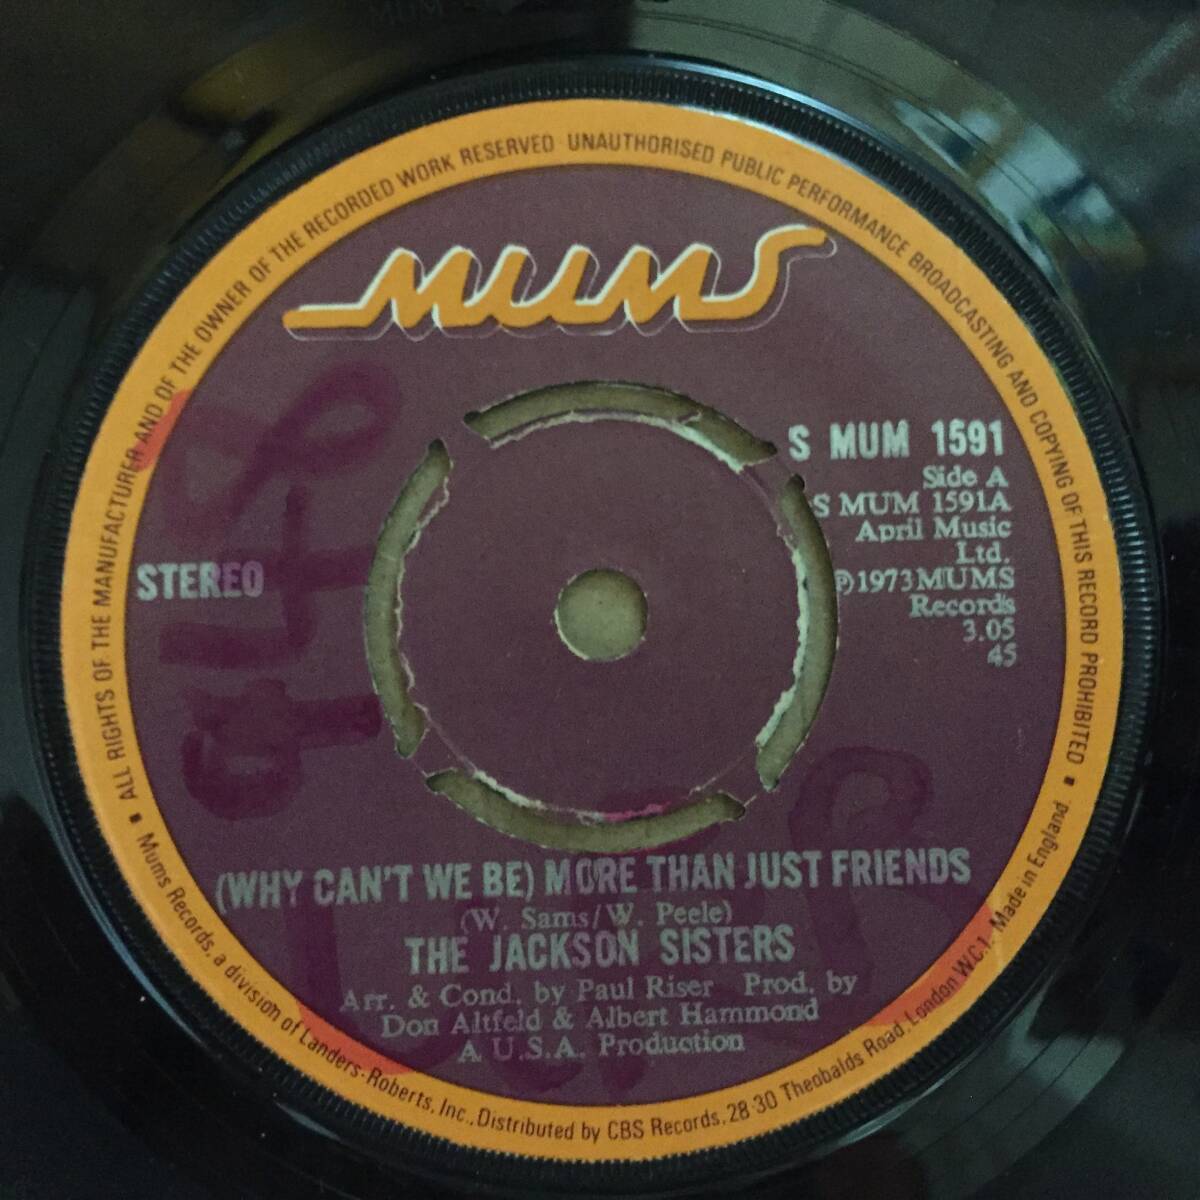 ALL RIGHTS OF THE MANUFACTURER AND OF THE OWNER OF THE RECORDED WORK RESERVED · UNAUTHORISED PUBLIC PERFORMANCE BROADCASTING AND COPYING OF THIS RECORD PROHIBITED
MUMS
S MUM 1591
Side A
S MUM 1591A
April Music
Ltd.
℗1973 MUMS
Records
3.05
45
STEREO
(WHY CAN'T WE BE) MORE THAN JUST FRIENDS
(W. Sams/W. Peele)
THE JACKSON SISTERS
Arr. & Cond. by Paul Riser Prod. by
Don Altfeld & Albert Hammond
A U.S.A. Production
Mums Records, a division of Landers-Roberts, Inc., Distributed by CBS Records, 28-30 Theobalds Road, London W.C.1. Made in England.